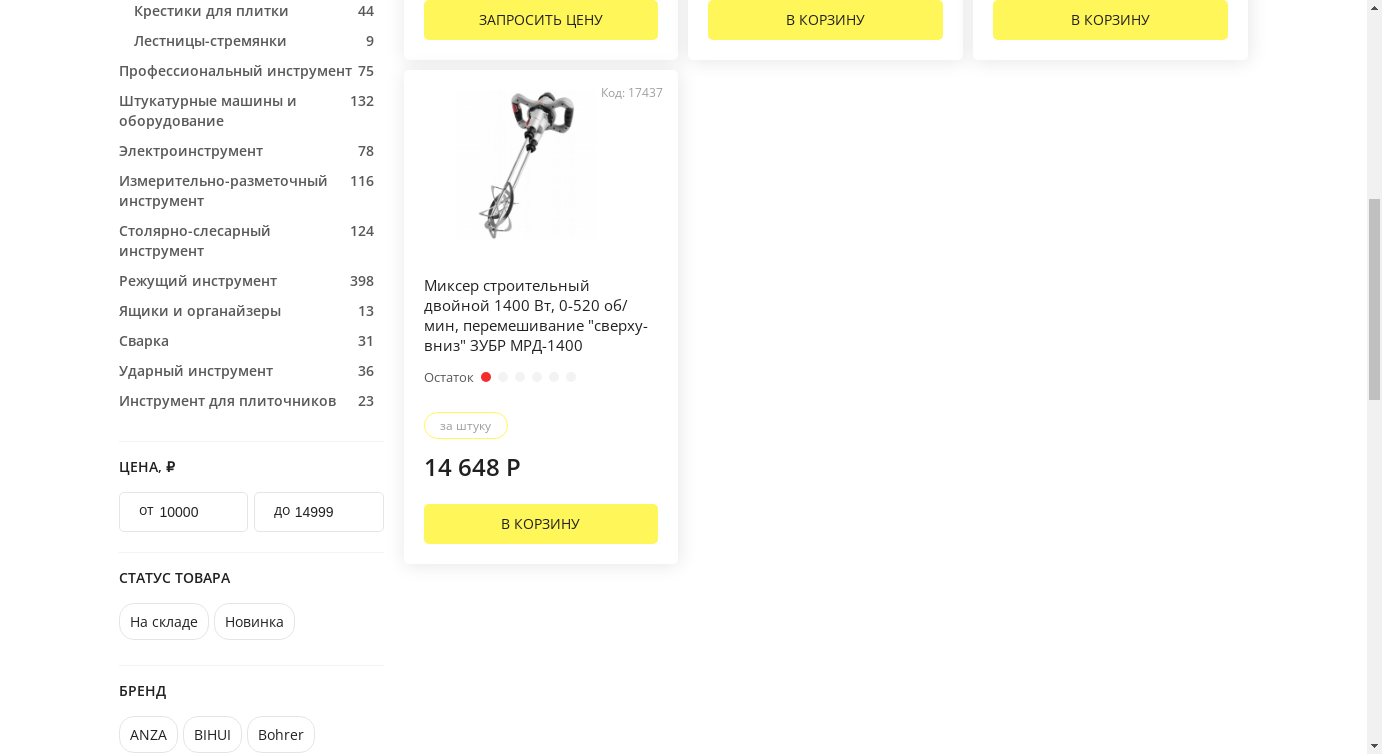 Крестики для плитки 44
Лестницы-стремянки 9
Профессиональный инструмент 75
Штукатурные машины и 132
оборудование
Электроинструмент 78
Измерительно-разметочный 116
инструмент
Столярно-слесарный 124
инструмент
Режущий инструмент 398
Ящики и органайзеры 13
Сварка 31
Ударный инструмент 36
Инструмент для плиточников 23
ЦЕНА, ₽
от 10000 до 14999
СТАТУС ТОВАРА
На складе Новинка
БРЕНД
ANZA BIHUI Bohrer
ЗАПРОСИТЬ ЦЕНУ В КОРЗИНУ В КОРЗИНУ
Код: 17437
Миксер строительный
двойной 1400 Вт, 0-520 об/
мин, перемешивание "сверху-
вниз" ЗУБР МРД-1400
Остаток
за штуку
14 648 Р
В КОРЗИНУ